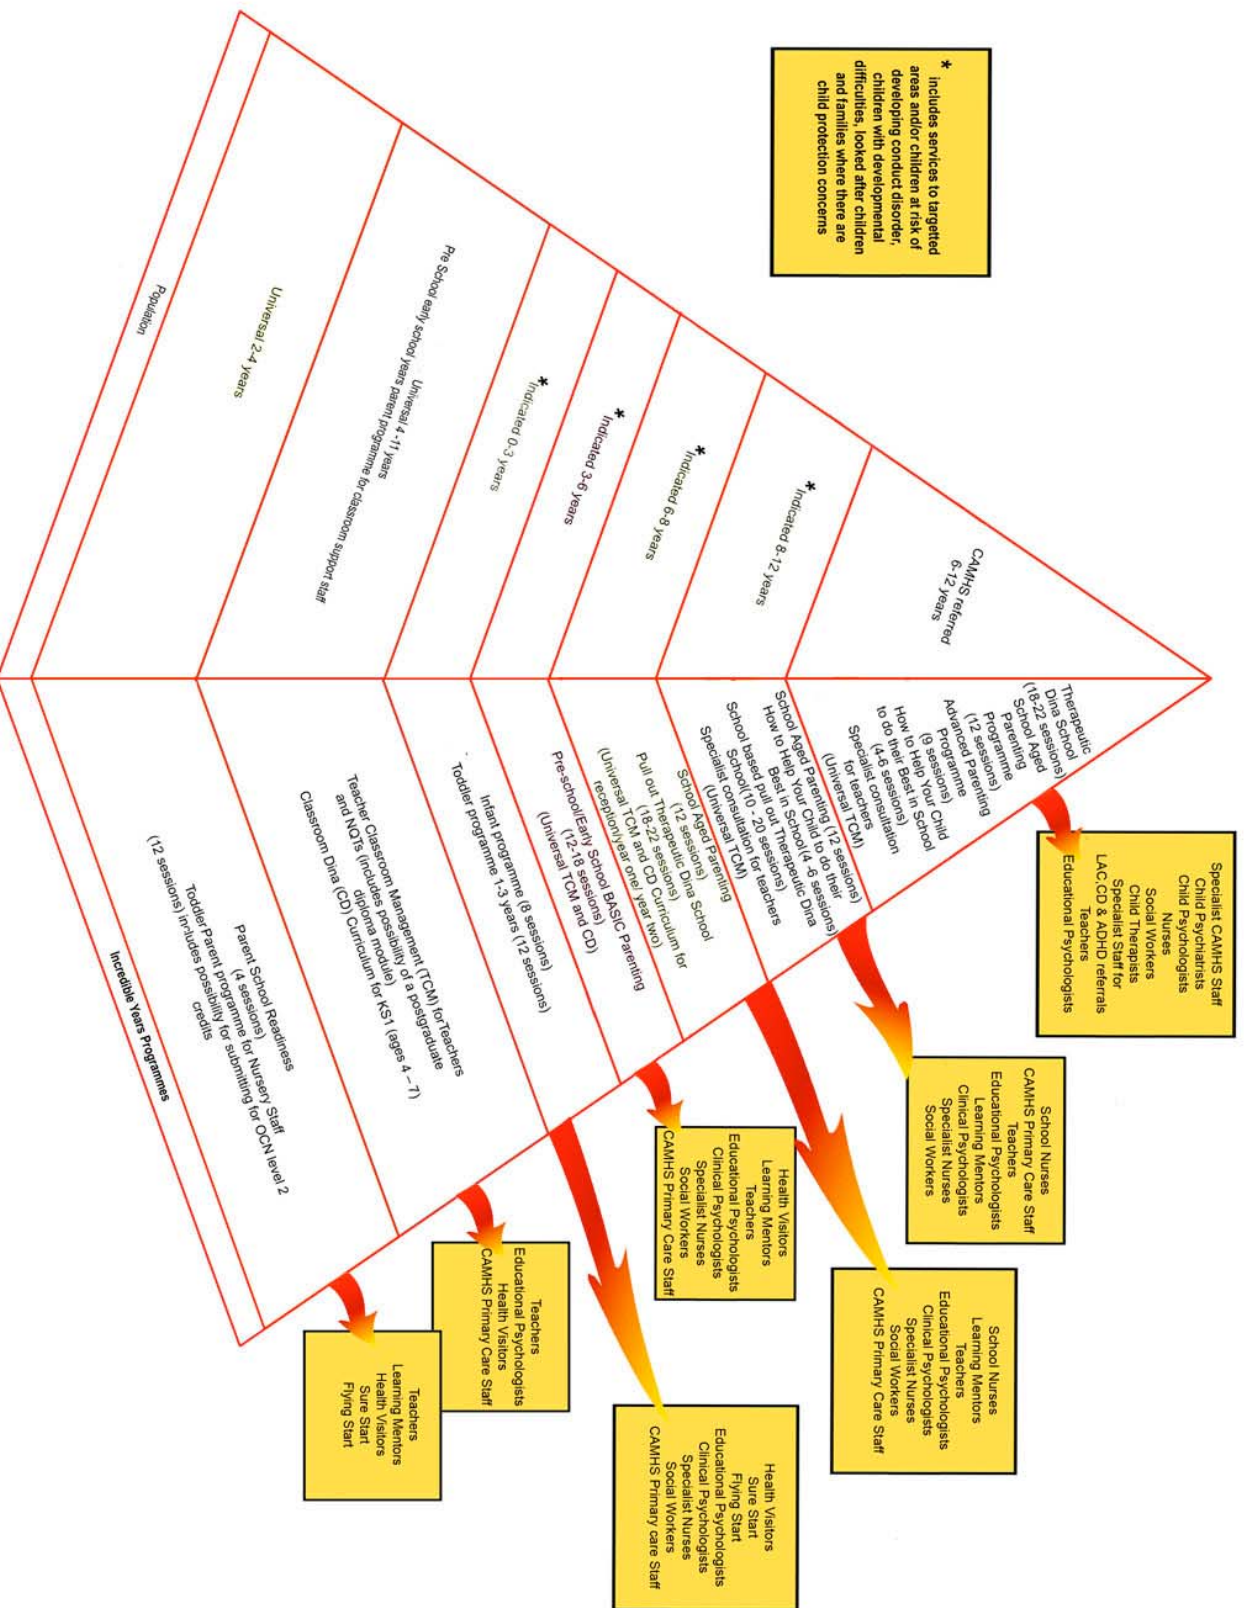 * includes services to targetted
areas and/or children at risk of
developing conduct disorder,
children with developmental
difficulties, looked after children
and families where there are
child protection concerns
CAMHS referred
6-12 years
*Indicated 8-12 years
*Indicated 6-8 years
*Indicated 3-6 years
*Indicated 0-3 years
Universal 4-11 years
Pre School early school years parent programme for classroom support staff
Universal 2-4 years
Population
Therapeutic
Dina School
(18-22 sessions)
School Aged
Parenting
Programme
(12 sessions)
Advanced Parenting
Programme
(9 sessions)
How to Help Your Child
to do their Best in School
(4-6 sessions)
Specialist consultation
for teachers
(Universal TCM)
School Aged Parenting (12 sessions)
How to Help Your Child to do their
Best in School(4 -6 sessions)
School based pull out Therapeutic Dina
School(10 - 20 sessions)
Specialist consultation for teachers
(Universal TCM)
School Aged Parenting
(12 sessions)
Pull out Therapeutic Dina School
(18-22 sessions)
(Universal TCM and CD Curriculum for
reception/year one/ year two)
Pre-school/Early School BASIC Parenting
(12-18 sessions)
(Universal TCM and CD)
Infant programme (8 sessions)
Toddler programme 1-3 years (12 sessions)
Teacher Classroom Management (TCM) forTeachers
and NQTs (includes possibility of a postgraduate
diploma module)
Classroom Dina (CD) Curriculum for KS1 (ages 4 – 7)
Parent School Readiness
(4 sessions)
Toddler Parent programme for Nursery Staff
(12 sessions) includes possibility for submitting for OCN level 2
credits
Incredible Years Programmes
Specialist CAMHS Staff
Child Psychiatrists
Child Psychologists
Nurses
Social Workers
Child Therapists
Specialist Staff for
LAC,CD & ADHD referrals
Teachers
Educational Psychologists
School Nurses
CAMHS Primary Care Staff
Teachers
Educational Psychologists
Learning Mentors
Clinical Psychologists
Specialist Nurses
Social Workers
School Nurses
Learning Mentors
Teachers
Educational Psychologists
Clinical Psychologists
Specialist Nurses
Social Workers
CAMHS Primary Care Staff
Health Visitors
Learning Mentors
Teachers
Educational Psychologists
Clinical Psychologists
Specialist Nurses
Social Workers
CAMHS Primary Care Staff
Health Visitors
Sure Start
Flying Start
Educational Psychologists
Clinical Psychologists
Specialist Nurses
Social Workers
CAMHS Primary care Staff
Teachers
Educational Psychologists
Health Visitors
CAMHS Primary Care Staff
Teachers
Learning Mentors
Health Visitors
Sure Start
Flying Start